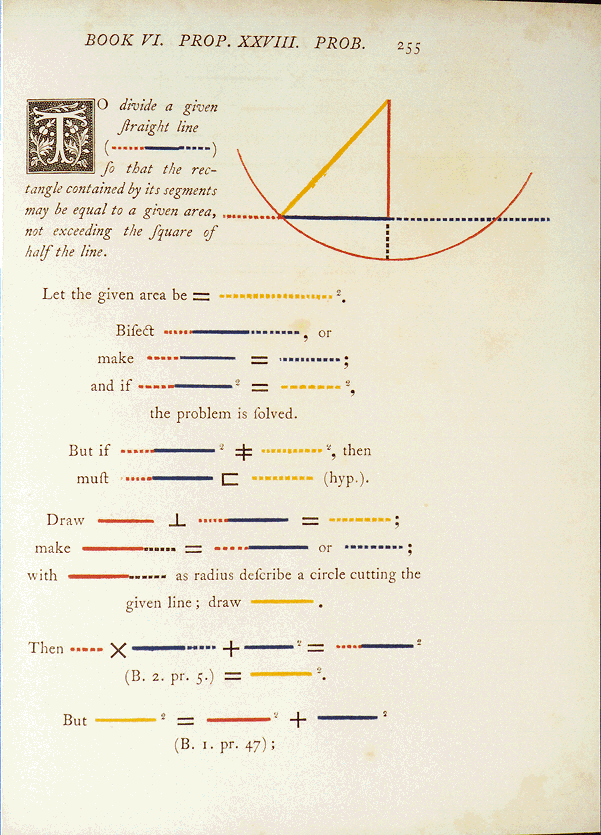 BOOK VI. PROP. XXVIII. PROB. 255
TO divide a given
ſtraight line
( )
ſo that the rec-
tangle contained by its segments
may be equal to a given area,
not exceeding the ſquare of
half the line.
Let the given area be = ².
Biſect , or
make = ;
and if ² = ²,
the problem is ſolved.
But if ² ≠ ², then
muſt ⊏ (hyp.).
Draw ⊥ = ;
make = or ;
with as radius deſcribe a circle cutting the
given line; draw .
Then × + ² = ²
(B. 2. pr. 5.) = ².
But ² = ² + ²
(B. 1. pr. 47);